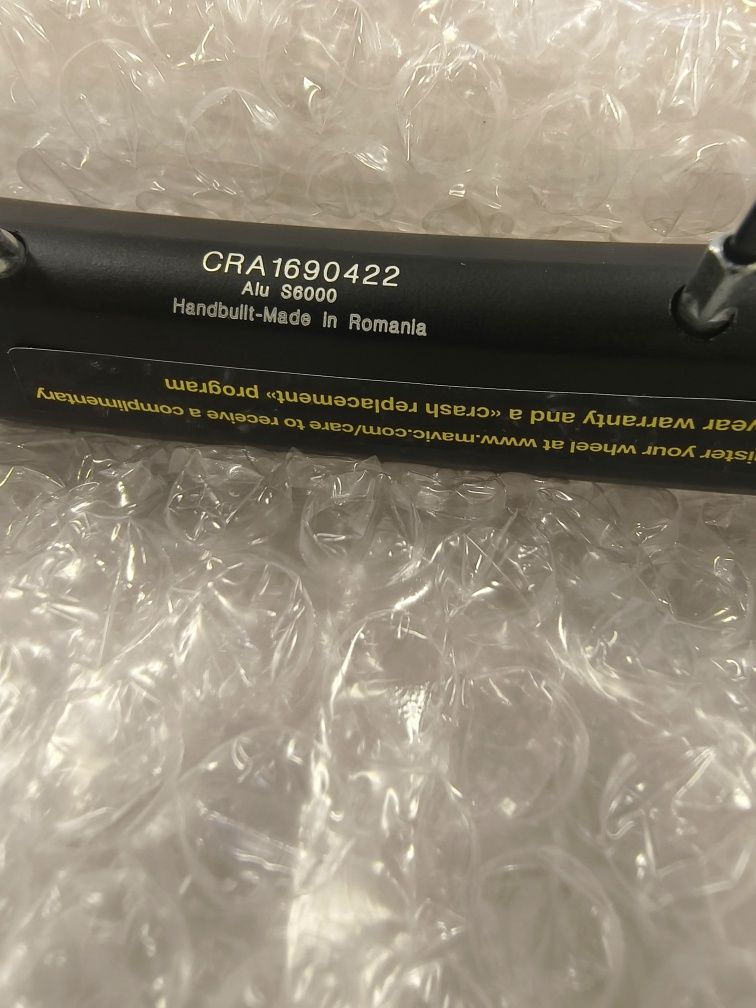 CRA1690422
Alu S6000
Handbuilt-Made in Romania
ister your wheel at www.mavic.com/care to receive a complimentary
year warranty and a «crash replacement» program